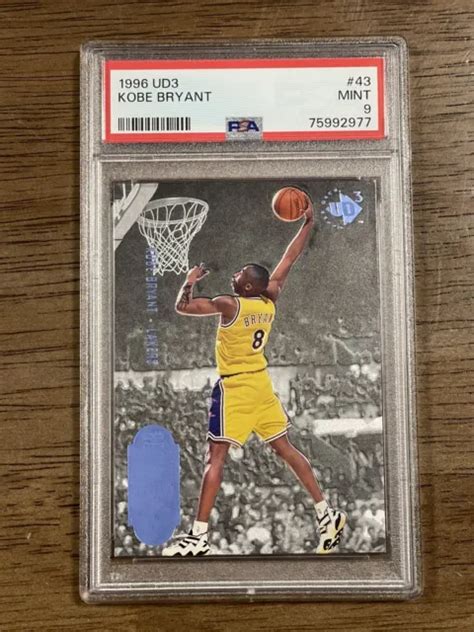 1996 UD3 #43
KOBE BRYANT MINT
9
PSA 75992977
UD3
KOBE BRYANT • LAKERS
BRYANT
8